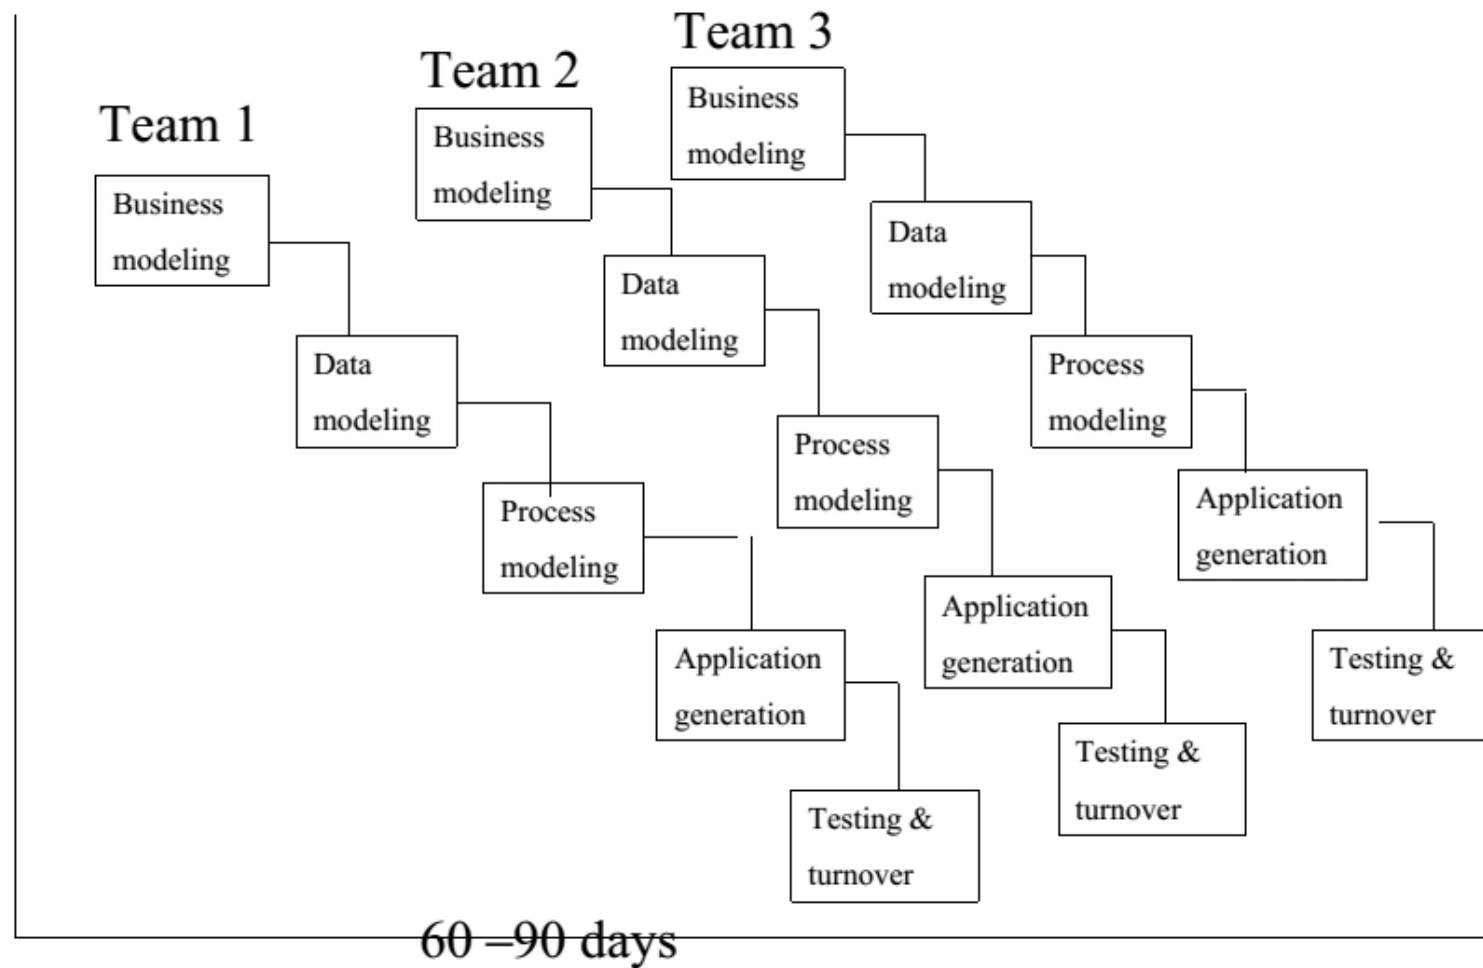 Team 1
Business
modeling
Data
modeling
Process
modeling
Application
generation
Testing &
turnover
Team 2
Business
modeling
Data
modeling
Process
modeling
Application
generation
Testing &
turnover
Team 3
Business
modeling
Data
modeling
Process
modeling
Application
generation
Testing &
turnover
60 –90 days